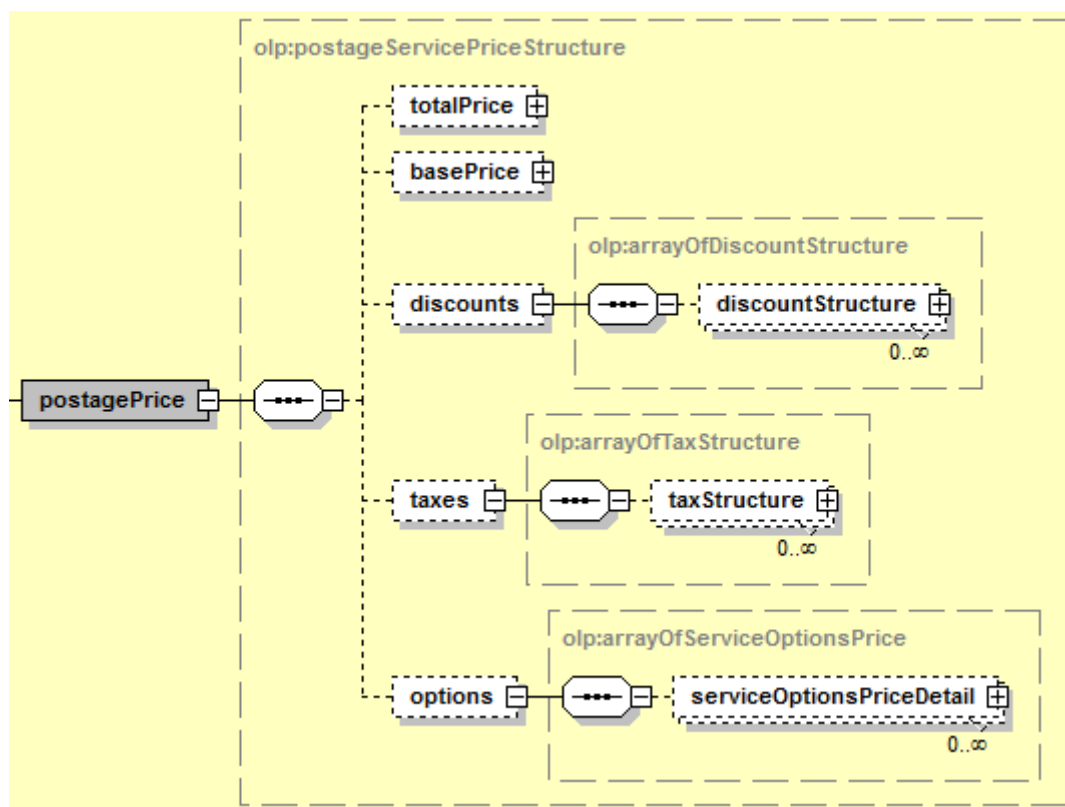 olp:postageServicePriceStructure
totalPrice
basePrice
olp:arrayOfDiscountStructure
discounts
discountStructure
0..∞
postagePrice
olp:arrayOfTaxStructure
taxes
taxStructure
0..∞
olp:arrayOfServiceOptionsPrice
options
serviceOptionsPriceDetail
0..∞